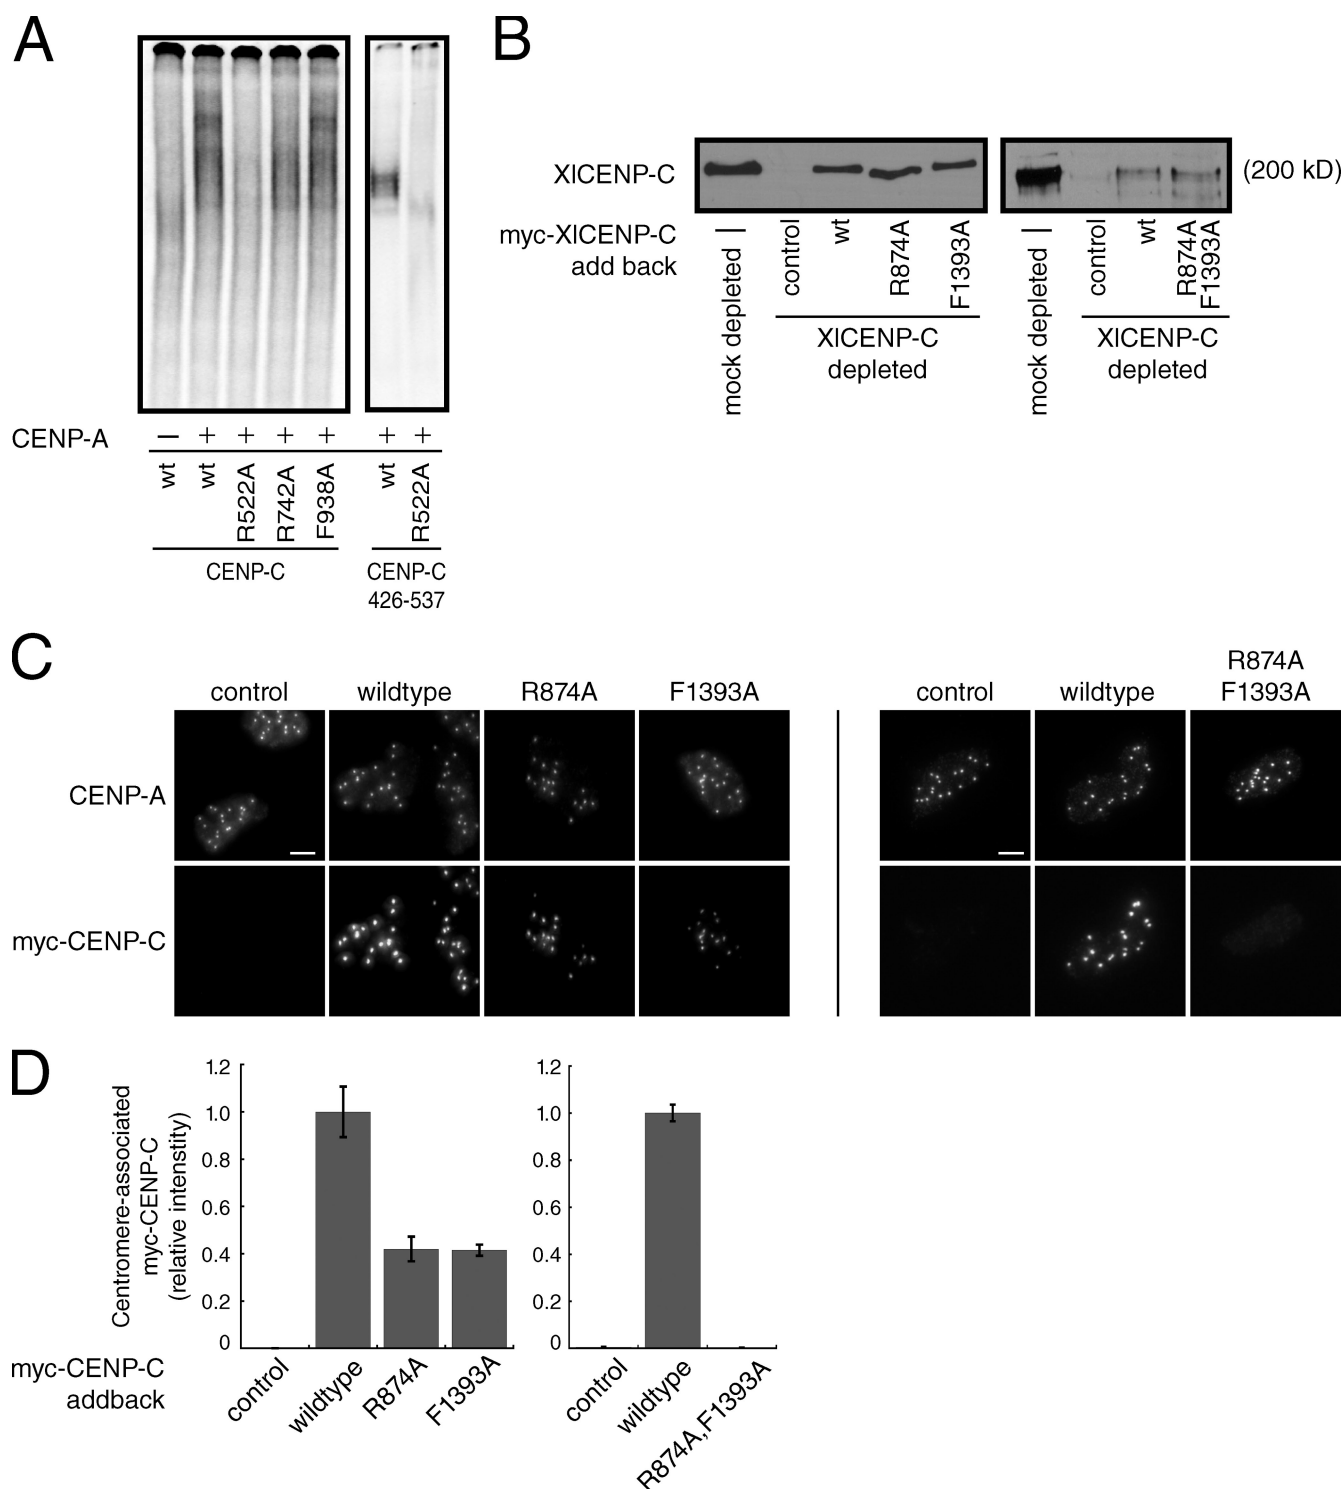 A
CENP-A
– + + + +
+ +
wt
wt
R522A
R742A
F938A
wt
R522A
CENP-C
CENP-C
426-537
B
XlCENP-C
(200 kD)
myc-XlCENP-C
add back
mock depleted —
control
wt
R874A
F1393A
XlCENP-C
depleted
mock depleted —
control
wt
R874A
F1393A
XlCENP-C
depleted
C
control
wildtype
R874A
F1393A
control
wildtype
R874A
F1393A
CENP-A
myc-CENP-C
D
Centromere-associated
myc-CENP-C
(relative intenstity)
1.2
1.0
0.8
0.6
0.4
0.2
0
1.2
1.0
0.8
0.6
0.4
0.2
0
myc-CENP-C
addback
control
wildtype
R874A
F1393A
control
wildtype
R874A,F1393A